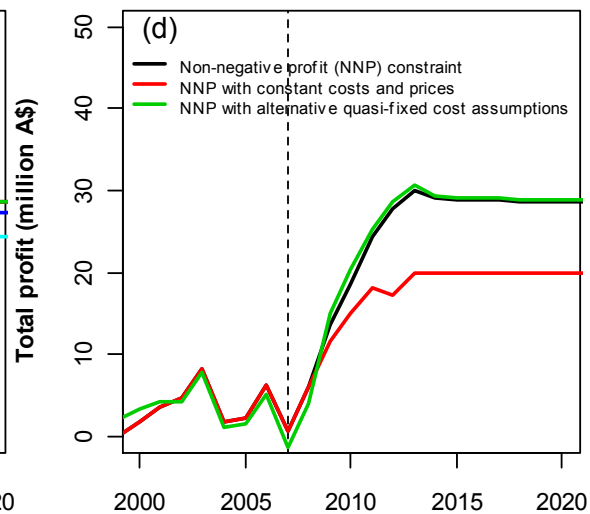 (d)
Non-negative profit (NNP) constraint
NNP with constant costs and prices
NNP with alternative quasi-fixed cost assumptions
Total profit (million A$)
50
40
30
20
10
0
20
2000 2005 2010 2015 2020